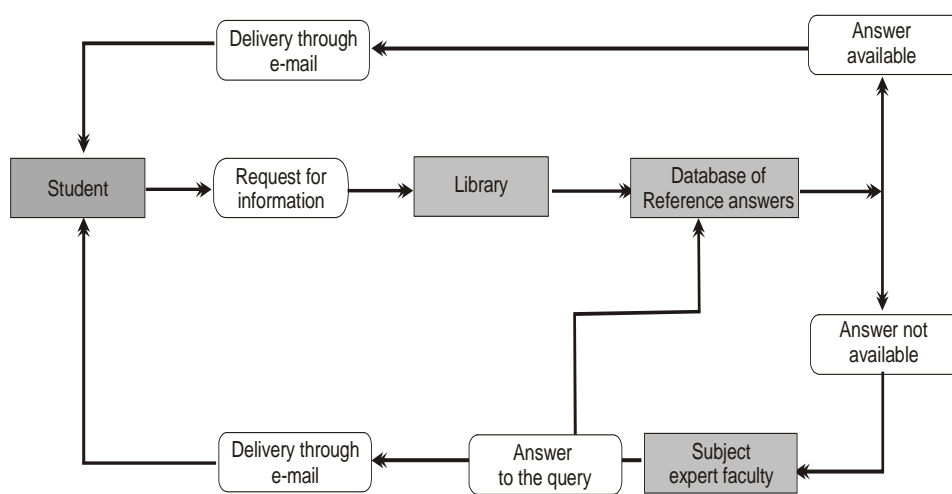 Delivery through
e-mail
Answer
available
Student
Request for
information
Library
Database of
Reference answers
Answer not
available
Delivery through
e-mail
Answer
to the query
Subject
expert faculty